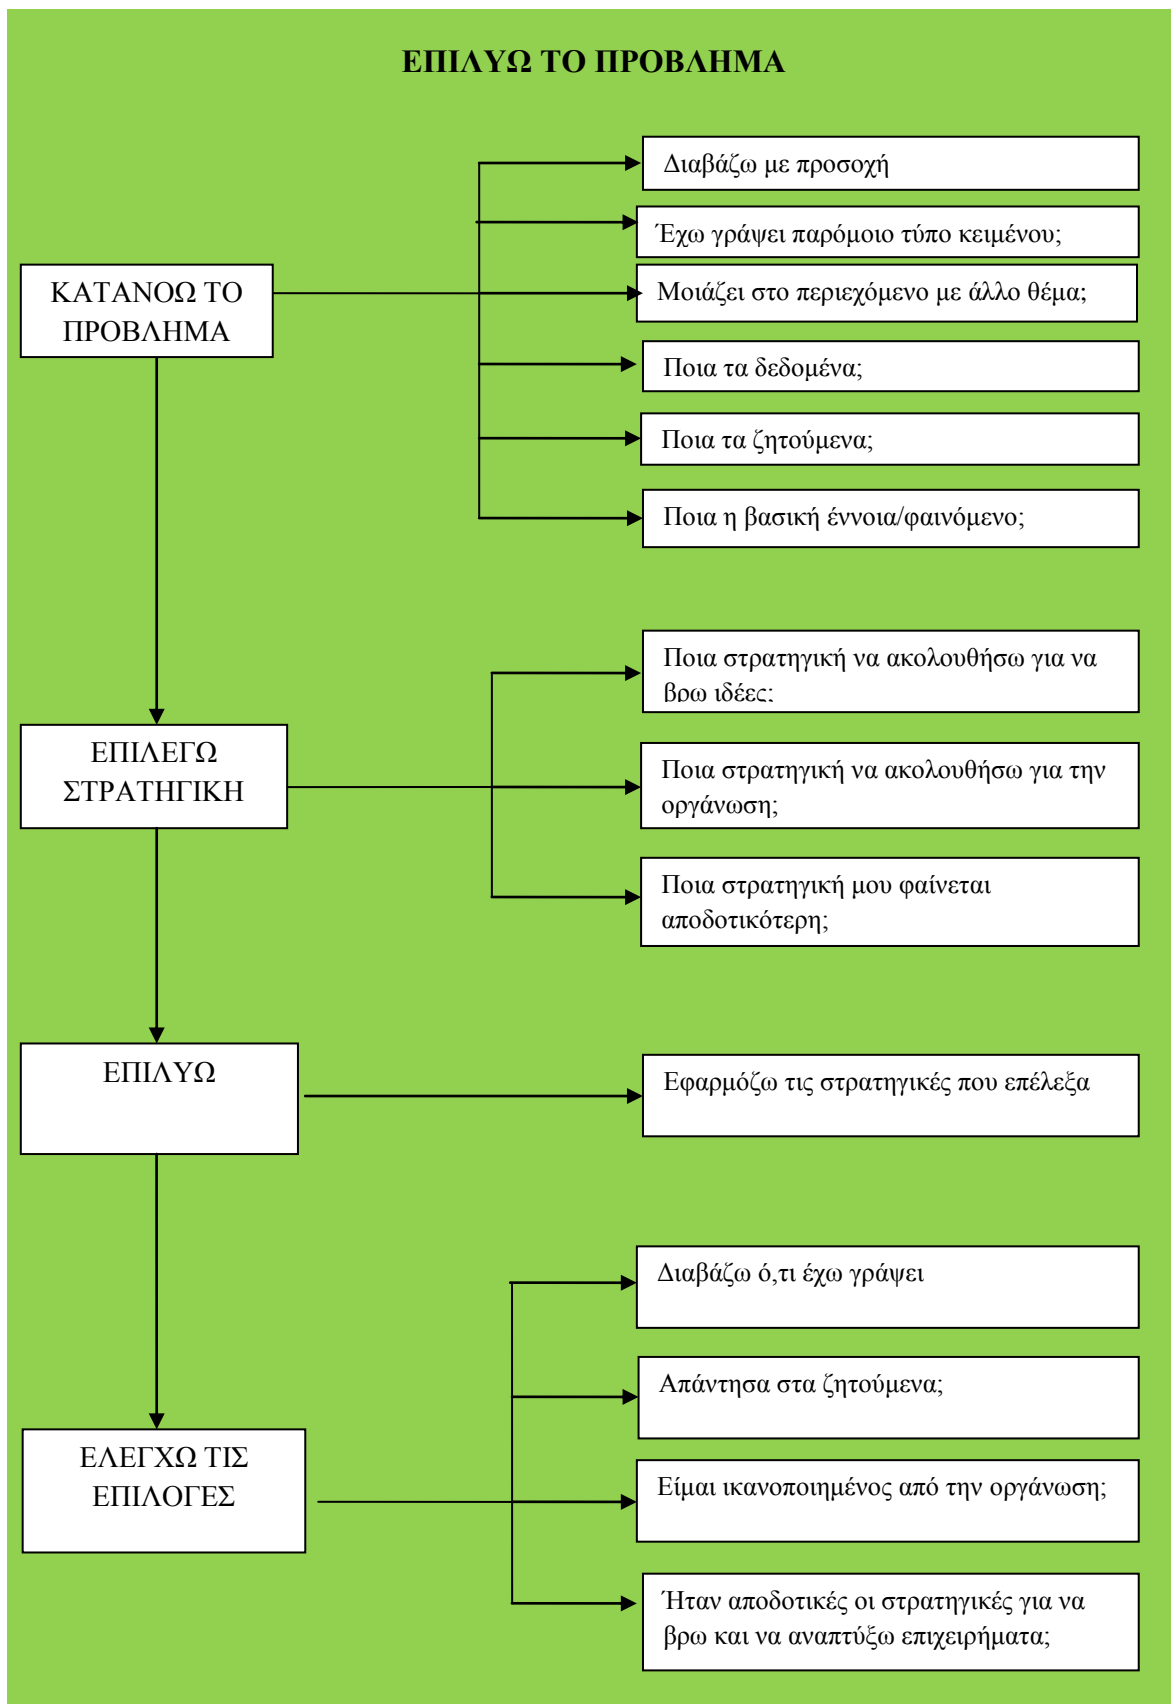 ΕΠΙΛΥΩ ΤΟ ΠΡΟΒΛΗΜΑ
ΚΑΤΑΝΟΩ ΤΟ
ΠΡΟΒΛΗΜΑ
Διαβάζω με προσοχή
Έχω γράψει παρόμοιο τύπο κειμένου;
Μοιάζει στο περιεχόμενο με άλλο θέμα;
Ποια τα δεδομένα;
Ποια τα ζητούμενα;
Ποια η βασική έννοια/φαινόμενο;
ΕΠΙΛΕΓΩ
ΣΤΡΑΤΗΓΙΚΗ
Ποια στρατηγική να ακολουθήσω για να
βρω ιδέες;
Ποια στρατηγική να ακολουθήσω για την
οργάνωση;
Ποια στρατηγική μου φαίνεται
αποδοτικότερη;
ΕΠΙΛΥΩ
Εφαρμόζω τις στρατηγικές που επέλεξα
ΕΛΕΓΧΩ ΤΙΣ
ΕΠΙΛΟΓΕΣ
Διαβάζω ό,τι έχω γράψει
Απάντησα στα ζητούμενα;
Είμαι ικανοποιημένος από την οργάνωση;
Ήταν αποδοτικές οι στρατηγικές για να
βρω και να αναπτύξω επιχειρήματα;